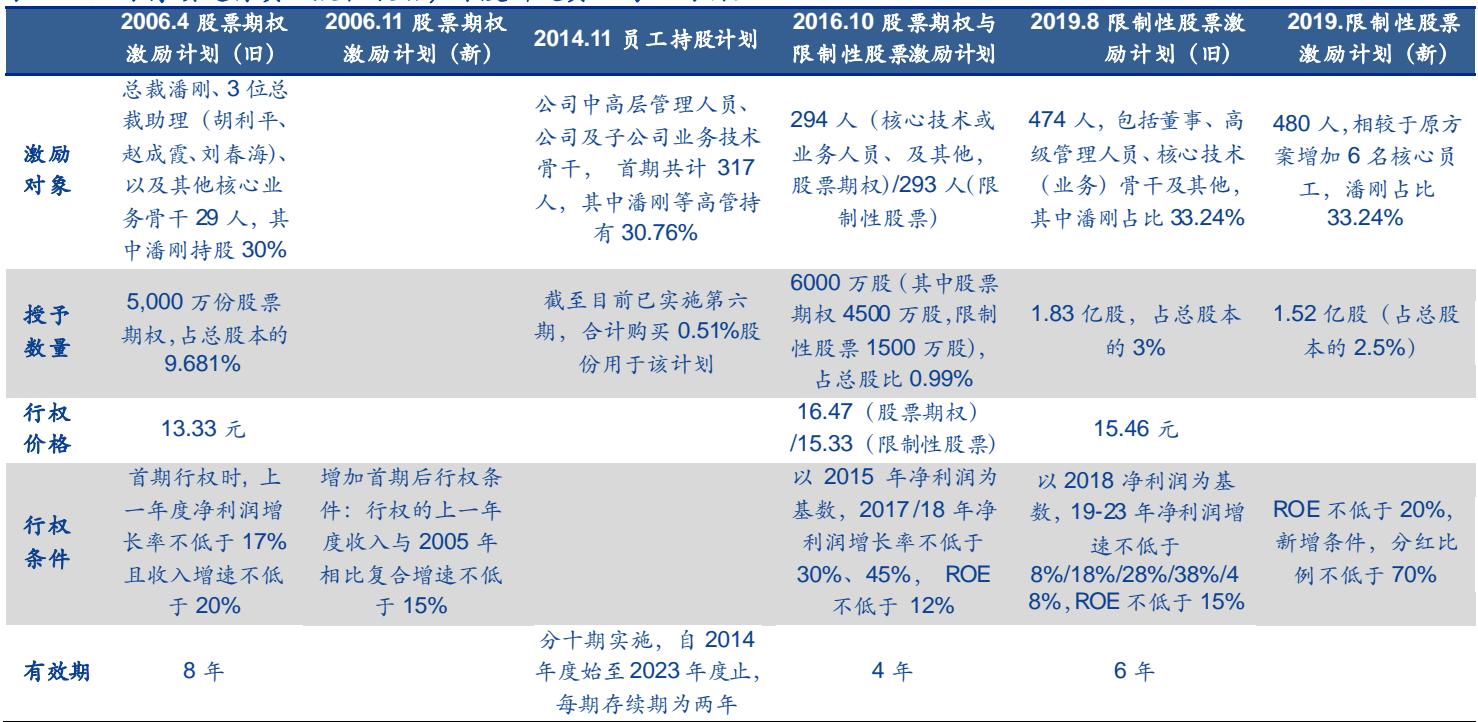 2006.4 股票期权激励计划（旧）
2006.11 股票期权激励计划（新）
2014.11 员工持股计划
2016.10 股票期权与限制性股票激励计划
2019.8 限制性股票激励计划（旧）
2019.限制性股票激励计划（新）
激励
对象
总裁潘刚、3 位总
裁助理（胡利平、
赵成霞、刘春海）、
以及其他核心业
务骨干 29 人，其
中潘刚持股 30%
公司中高层管理人员、
公司及子公司业务技术
骨干， 首期共计 317
人，其中潘刚等高管持
有 30.76%
294 人（核心技术或
业务人员、及其他，
股票期权)/293 人(限
制性股票）
474 人，包括董事、高
级管理人员、核心技术
（业务）骨干及其他，
其中潘刚占比 33.24%
480 人，相较于原方
案增加 6 名核心员
工，潘刚占比
33.24%
授予
数量
5,000 万份股票
期权，占总股本的
9.681%
截至目前已实施第六
期，合计购买 0.51%股
份用于该计划
6000 万股（其中股票
期权 4500 万股，限制
性股票 1500 万股），
占总股比 0.99%
1.83 亿股，占总股本
的 3%
1.52 亿股（占总股
本的 2.5%）
行权
价格
13.33 元
16.47（股票期权）
/15.33（限制性股票）
15.46 元
行权
条件
首期行权时，上
一年度净利润增
长率不低于 17%
且收入增速不低
于 20%
增加首期后行权条
件：行权的上一年
度收入与 2005 年
相比复合增速不低
于 15%
以 2015 年净利润为
基数，2017/18 年净
利润增长率不低于
30%、45%， ROE
不低于 12%
以 2018 净利润为基
数，19-23 年净利润增
速不低于
8%/18%/28%/38%/4
8%，ROE 不低于 15%
ROE 不低于 20%，
新增条件，分红比
例不低于 70%
有效期
8 年
分十期实施，自 2014
年度始至 2023 年度止，
每期存续期为两年
4 年
6 年